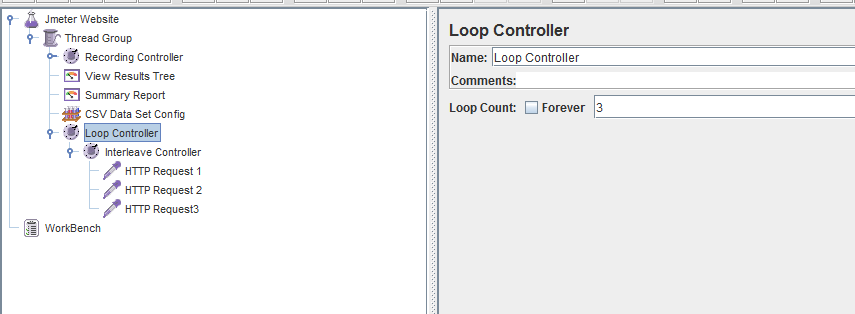 Jmeter Website
Thread Group
Recording Controller
View Results Tree
Summary Report
CSV Data Set Config
Loop Controller
Interleave Controller
HTTP Request 1
HTTP Request 2
HTTP Request3
WorkBench
Loop Controller
Name: Loop Controller
Comments:
Loop Count: Forever 3